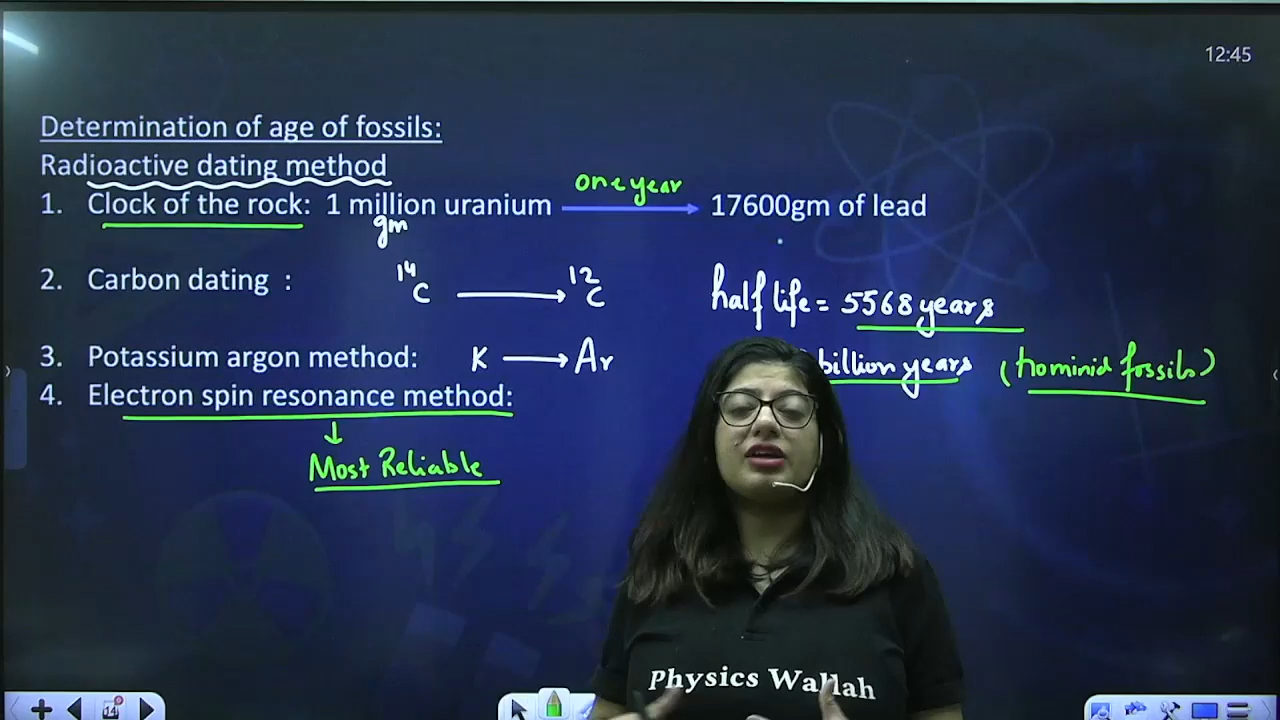 12:45
Determination of age of fossils:
Radioactive dating method
one year
1. Clock of the rock: 1 million uranium → 17600gm of lead
gm
2. Carbon dating : ¹⁴C → ¹²C half life = 5568 years
3. Potassium argon method: K → Ar billion years (hominid fossils)
4. Electron spin resonance method:
↓
Most Reliable
Physics Wallah
14